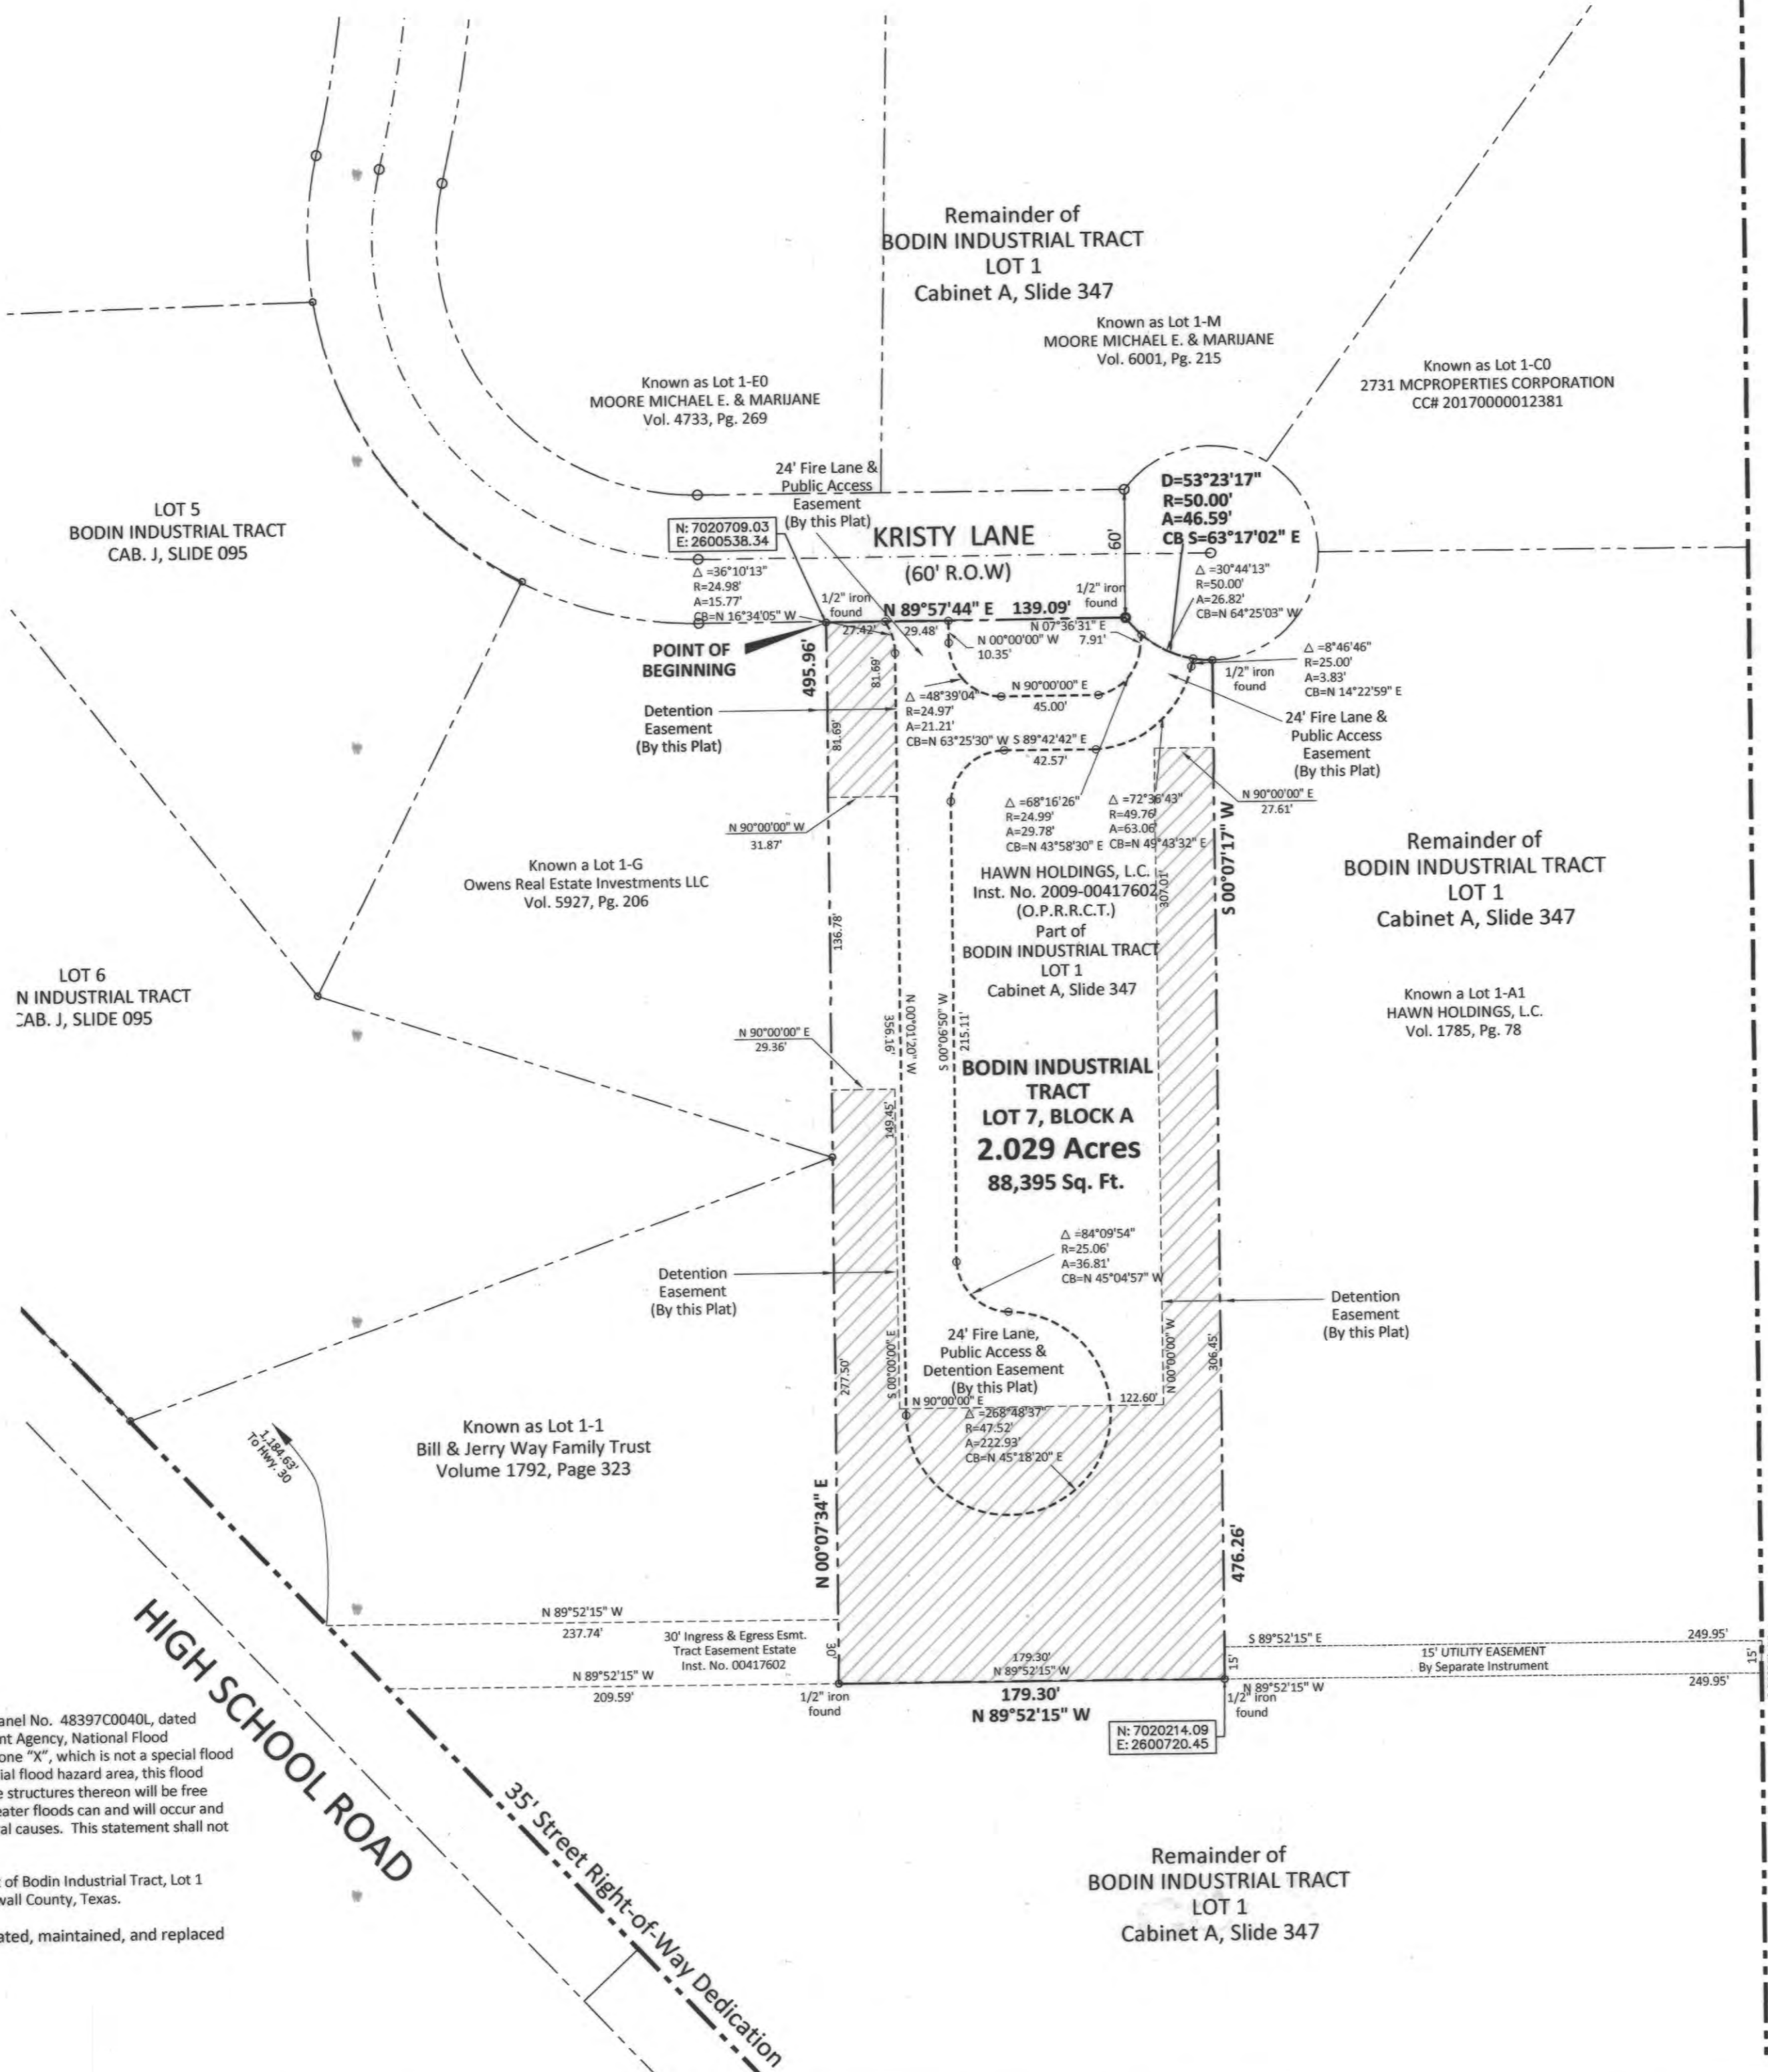 Remainder of
BODIN INDUSTRIAL TRACT
LOT 1
Cabinet A, Slide 347
Known as Lot 1-M
MOORE MICHAEL E. & MARIJANE
Vol. 6001, Pg. 215
Known as Lot 1-C0
2731 MCPROPERTIES CORPORATION
CC# 20170000012381
Known as Lot 1-E0
MOORE MICHAEL E. & MARIJANE
Vol. 4733, Pg. 269
LOT 5
BODIN INDUSTRIAL TRACT
CAB. J, SLIDE 095
24' Fire Lane &
Public Access
Easement
(By this Plat)
N: 7020709.03
E: 2600538.34
KRISTY LANE
(60' R.O.W)
60'
D=53°23'17"
R=50.00'
A=46.59'
CB S=63°17'02" E
Δ =36°10'13"
R=24.98'
A=15.77'
CB=N 16°34'05" W
1/2" iron
found
N 89°57'44" E 139.09'
1/2" iron
found
Δ =30°44'13"
R=50.00'
A=26.82'
CB=N 64°25'03" W
27.42'
29.48'
N 00°00'00" W
10.35'
N 07°36'31" E
7.91'
POINT OF
BEGINNING
495.96'
81.69'
81.69'
Δ =8°46'46"
R=25.00'
A=3.83'
CB=N 14°22'59" E
1/2" iron
found
Δ =48°39'04"
R=24.97'
A=21.21'
CB=N 63°25'30" W
N 90°00'00" E
45.00'
S 89°42'42" E
42.57'
Detention
Easement
(By this Plat)
24' Fire Lane &
Public Access
Easement
(By this Plat)
N 90°00'00" W
31.87'
Δ =68°16'26"
R=24.99'
A=29.78'
CB=N 43°58'30" E
Δ =72°36'43"
R=49.76'
A=63.06'
CB=N 49°43'32" E
N 90°00'00" E
27.61'
S 00°07'17" W
Known a Lot 1-G
Owens Real Estate Investments LLC
Vol. 5927, Pg. 206
136.78'
HAWN HOLDINGS, L.C.
Inst. No. 2009-00417602
(O.P.R.R.C.T.)
Part of
BODIN INDUSTRIAL TRACT
LOT 1
Cabinet A, Slide 347
307.01'
Remainder of
BODIN INDUSTRIAL TRACT
LOT 1
Cabinet A, Slide 347
Known a Lot 1-A1
HAWN HOLDINGS, L.C.
Vol. 1785, Pg. 78
LOT 6
N INDUSTRIAL TRACT
CAB. J, SLIDE 095
N 90°00'00" E
29.36'
356.16'
N 00°01'20" W
S 00°06'50" W
215.11'
149.45'
BODIN INDUSTRIAL
TRACT
LOT 7, BLOCK A
2.029 Acres
88,395 Sq. Ft.
Δ =84°09'54"
R=25.06'
A=36.81'
CB=N 45°04'57" W
Detention
Easement
(By this Plat)
Detention
Easement
(By this Plat)
277.50'
S 00°00'00" E
24' Fire Lane,
Public Access &
Detention Easement
(By this Plat)
N 00°00'00" W
306.45'
N 90°00'00" E
122.60'
Δ =268°48'37"
R=47.52'
A=222.93'
CB=N 45°18'20" E
Known as Lot 1-1
Bill & Jerry Way Family Trust
Volume 1792, Page 323
1,184.63'
To Hwy. 30
N 00°07'34" E
476.26'
N 89°52'15" W
237.74'
30' Ingress & Egress Esmt.
Tract Easement Estate
Inst. No. 00417602
30'
N 89°52'15" W
209.59'
1/2" iron
found
179.30'
N 89°52'15" W
179.30'
N 89°52'15" W
S 89°52'15" E
249.95'
15'
15' UTILITY EASEMENT
By Separate Instrument
15'
N 89°52'15" W
249.95'
1/2" iron
found
N: 7020214.09
E: 2600720.45
HIGH SCHOOL ROAD
35' Street Right-of-Way Dedication
anel No. 48397C0040L, dated
nt Agency, National Flood
one "X", which is not a special flood
ial flood hazard area, this flood
e structures thereon will be free
eater floods can and will occur and
al causes. This statement shall not
of Bodin Industrial Tract, Lot 1
wall County, Texas.
ated, maintained, and replaced
Remainder of
BODIN INDUSTRIAL TRACT
LOT 1
Cabinet A, Slide 347